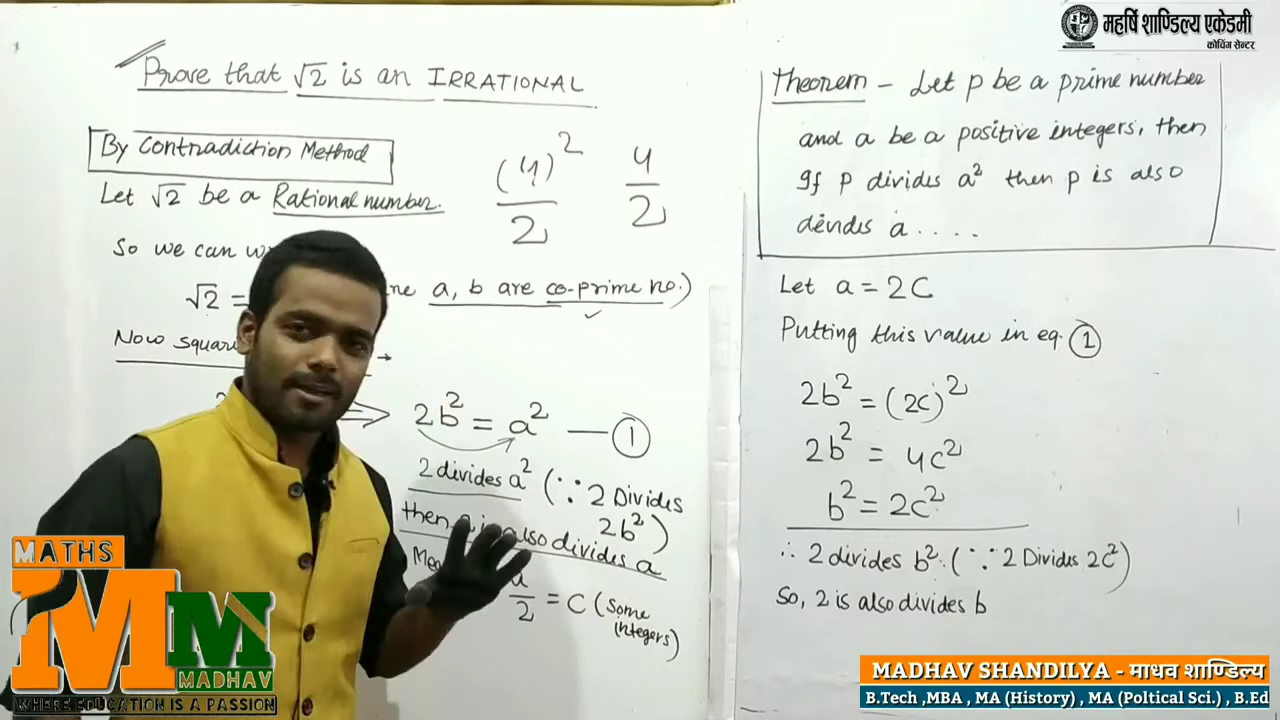 Prove that √2 is an IRRATIONAL
By Contradiction Method
Let √2 be a Rational number.
So we can
√2 =
a, b are co-prime no.)
Now
2b² = a² — ①
2 divides a² (∵ 2 Divides 2b²)
then also divides a
/2 = C (Some integers)
(4)²/2
4/2
महर्षि शाण्डिल्य एकेडमी
कोचिंग सेन्टर
Theorem - Let p be a prime number
and a be a positive integers, then
If p divides a² then p is also
divides a ....
Let a = 2C
Putting this value in eq. ①
2b² = (2c)²
2b² = 4c²
b² = 2c²
∴ 2 divides b². (∵ 2 Divides 2c²)
So, 2 is also divides b
MATHS
MM
MADHAV
WHERE EDUCATION IS A PASSION
MADHAV SHANDILYA - माधव शाण्डिल्य
B.Tech ,MBA , MA (History) , MA (Poltical Sci.) , B.Ed